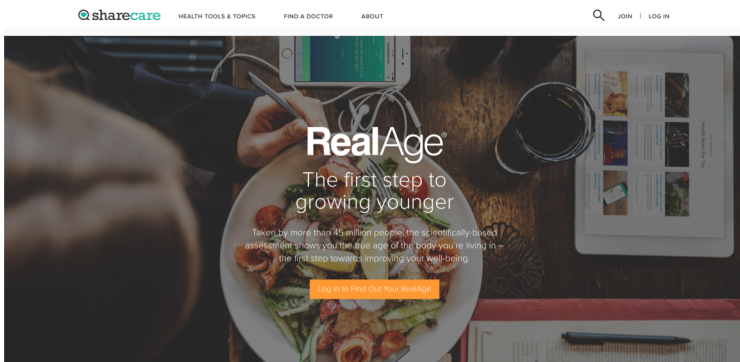 sharecare
HEALTH TOOLS & TOPICS
FIND A DOCTOR
ABOUT
JOIN | LOG IN
RealAge®
The first step to
growing younger
Taken by more than 45 million people, the scientifically-based
assessment shows you the true age of the body you're living in –
the first step towards improving your well-being.
Log in to Find Out Your RealAge